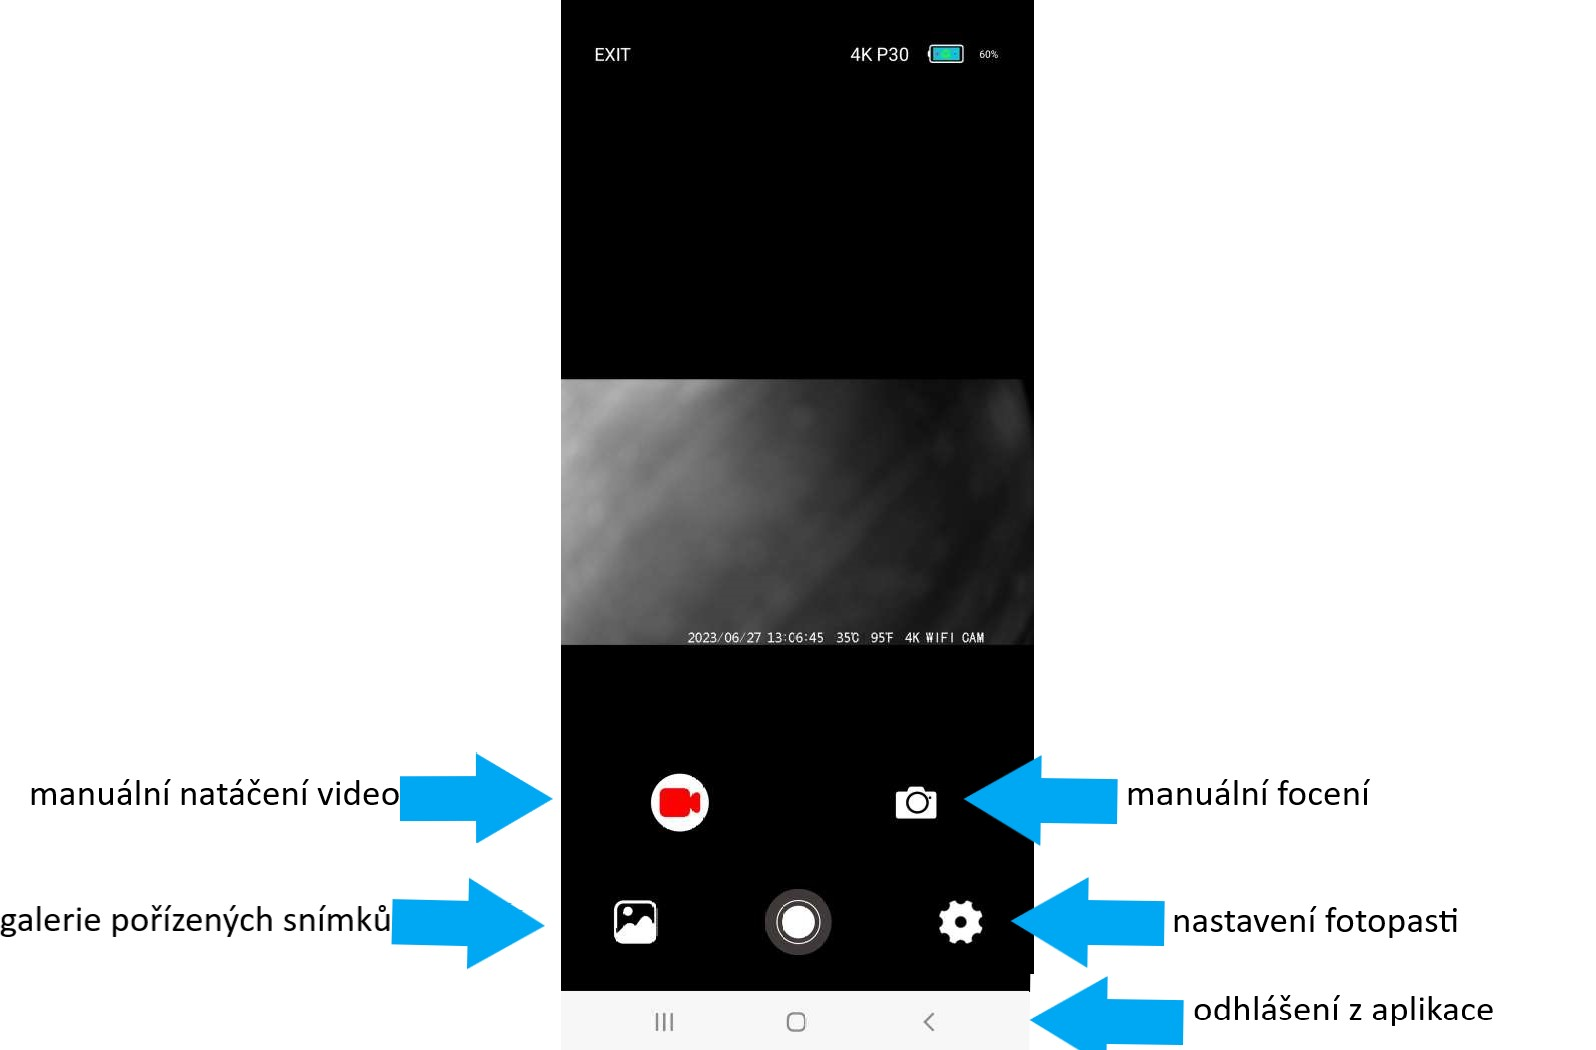 EXIT 4K P30 60%
2023/06/27 13:06:45 35℃ 95℉ 4K WIFI CAM
manuální natáčení video
manuální focení
galerie pořízených snímků
nastavení fotopasti
odhlášení z aplikace